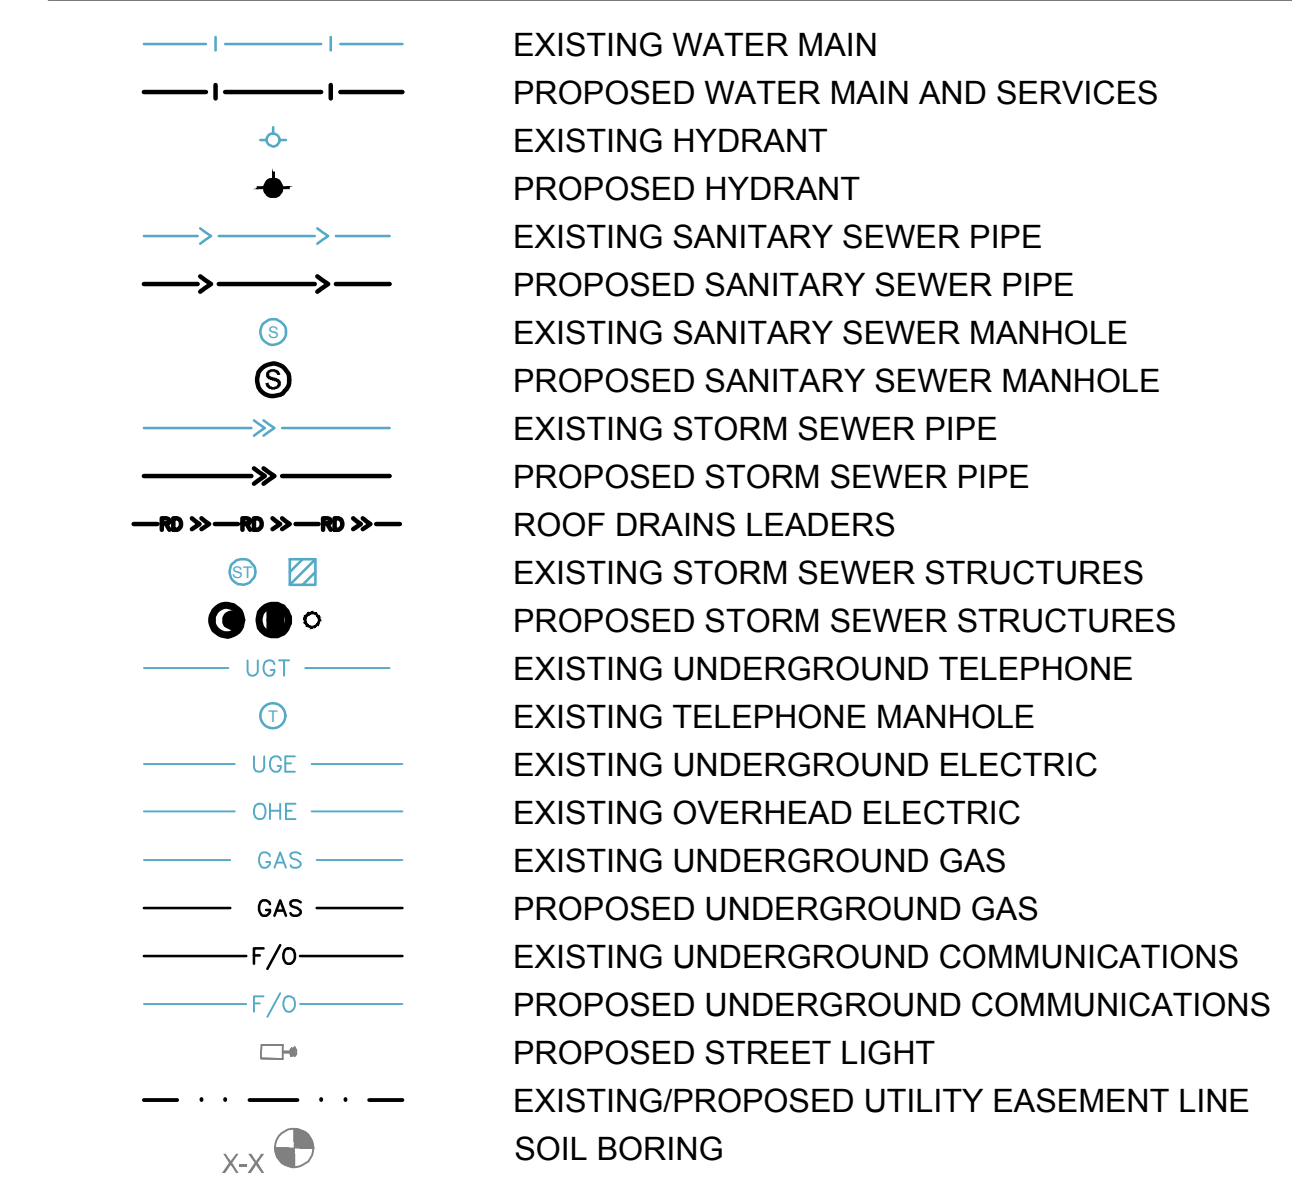 EXISTING WATER MAIN
PROPOSED WATER MAIN AND SERVICES
EXISTING HYDRANT
PROPOSED HYDRANT
EXISTING SANITARY SEWER PIPE
PROPOSED SANITARY SEWER PIPE
S EXISTING SANITARY SEWER MANHOLE
S PROPOSED SANITARY SEWER MANHOLE
EXISTING STORM SEWER PIPE
PROPOSED STORM SEWER PIPE
RD RD RD ROOF DRAINS LEADERS
ST EXISTING STORM SEWER STRUCTURES
PROPOSED STORM SEWER STRUCTURES
UGT EXISTING UNDERGROUND TELEPHONE
T EXISTING TELEPHONE MANHOLE
UGE EXISTING UNDERGROUND ELECTRIC
OHE EXISTING OVERHEAD ELECTRIC
GAS EXISTING UNDERGROUND GAS
GAS PROPOSED UNDERGROUND GAS
F/O EXISTING UNDERGROUND COMMUNICATIONS
F/O PROPOSED UNDERGROUND COMMUNICATIONS
PROPOSED STREET LIGHT
EXISTING/PROPOSED UTILITY EASEMENT LINE
X-X SOIL BORING